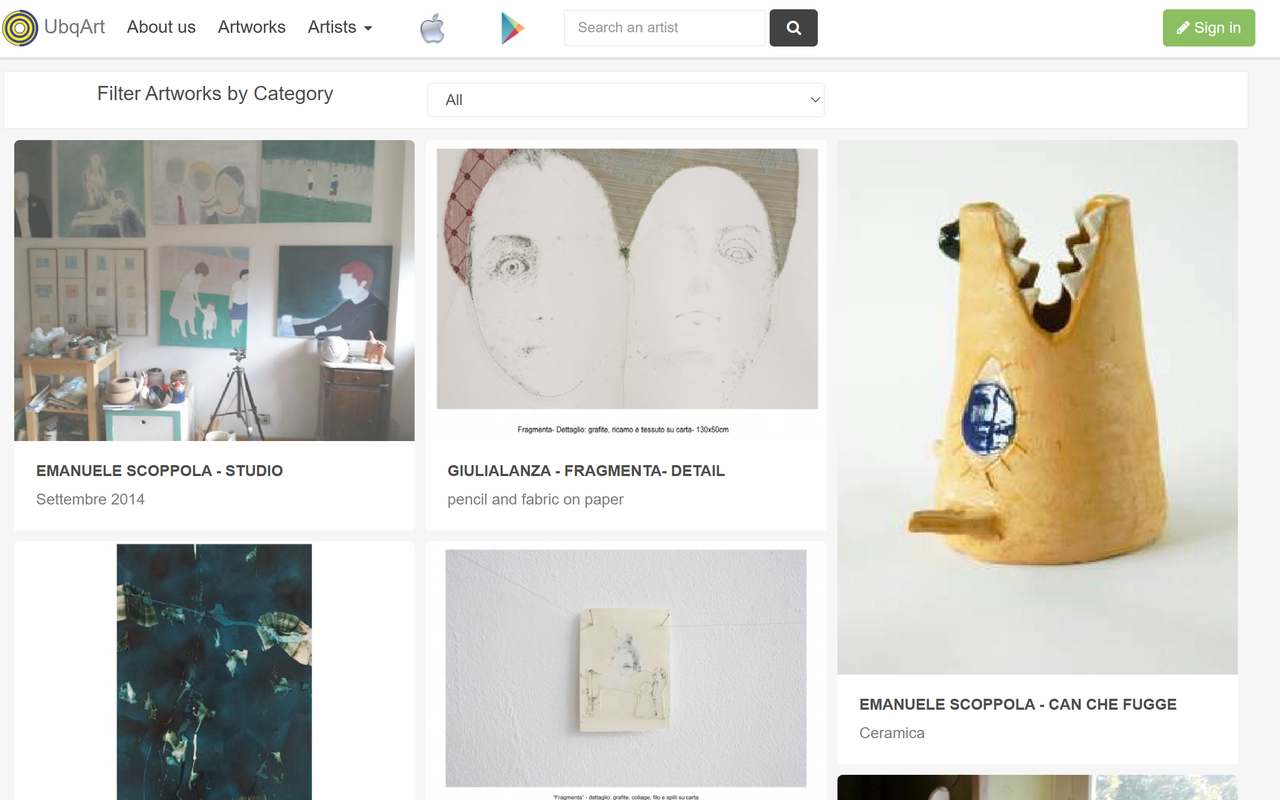 UbqArt About us Artworks Artists Search an artist Sign in
Filter Artworks by Category All
Fragmenta- Dettaglio: grafite, ricamo e tessuto su carta- 130x50cm
EMANUELE SCOPPOLA - STUDIO
Settembre 2014
GIULIALANZA - FRAGMENTA- DETAIL
pencil and fabric on paper
EMANUELE SCOPPOLA - CAN CHE FUGGE
Ceramica
"Fragmenta" - dettaglio: grafite, collage, filo e spilli su carta